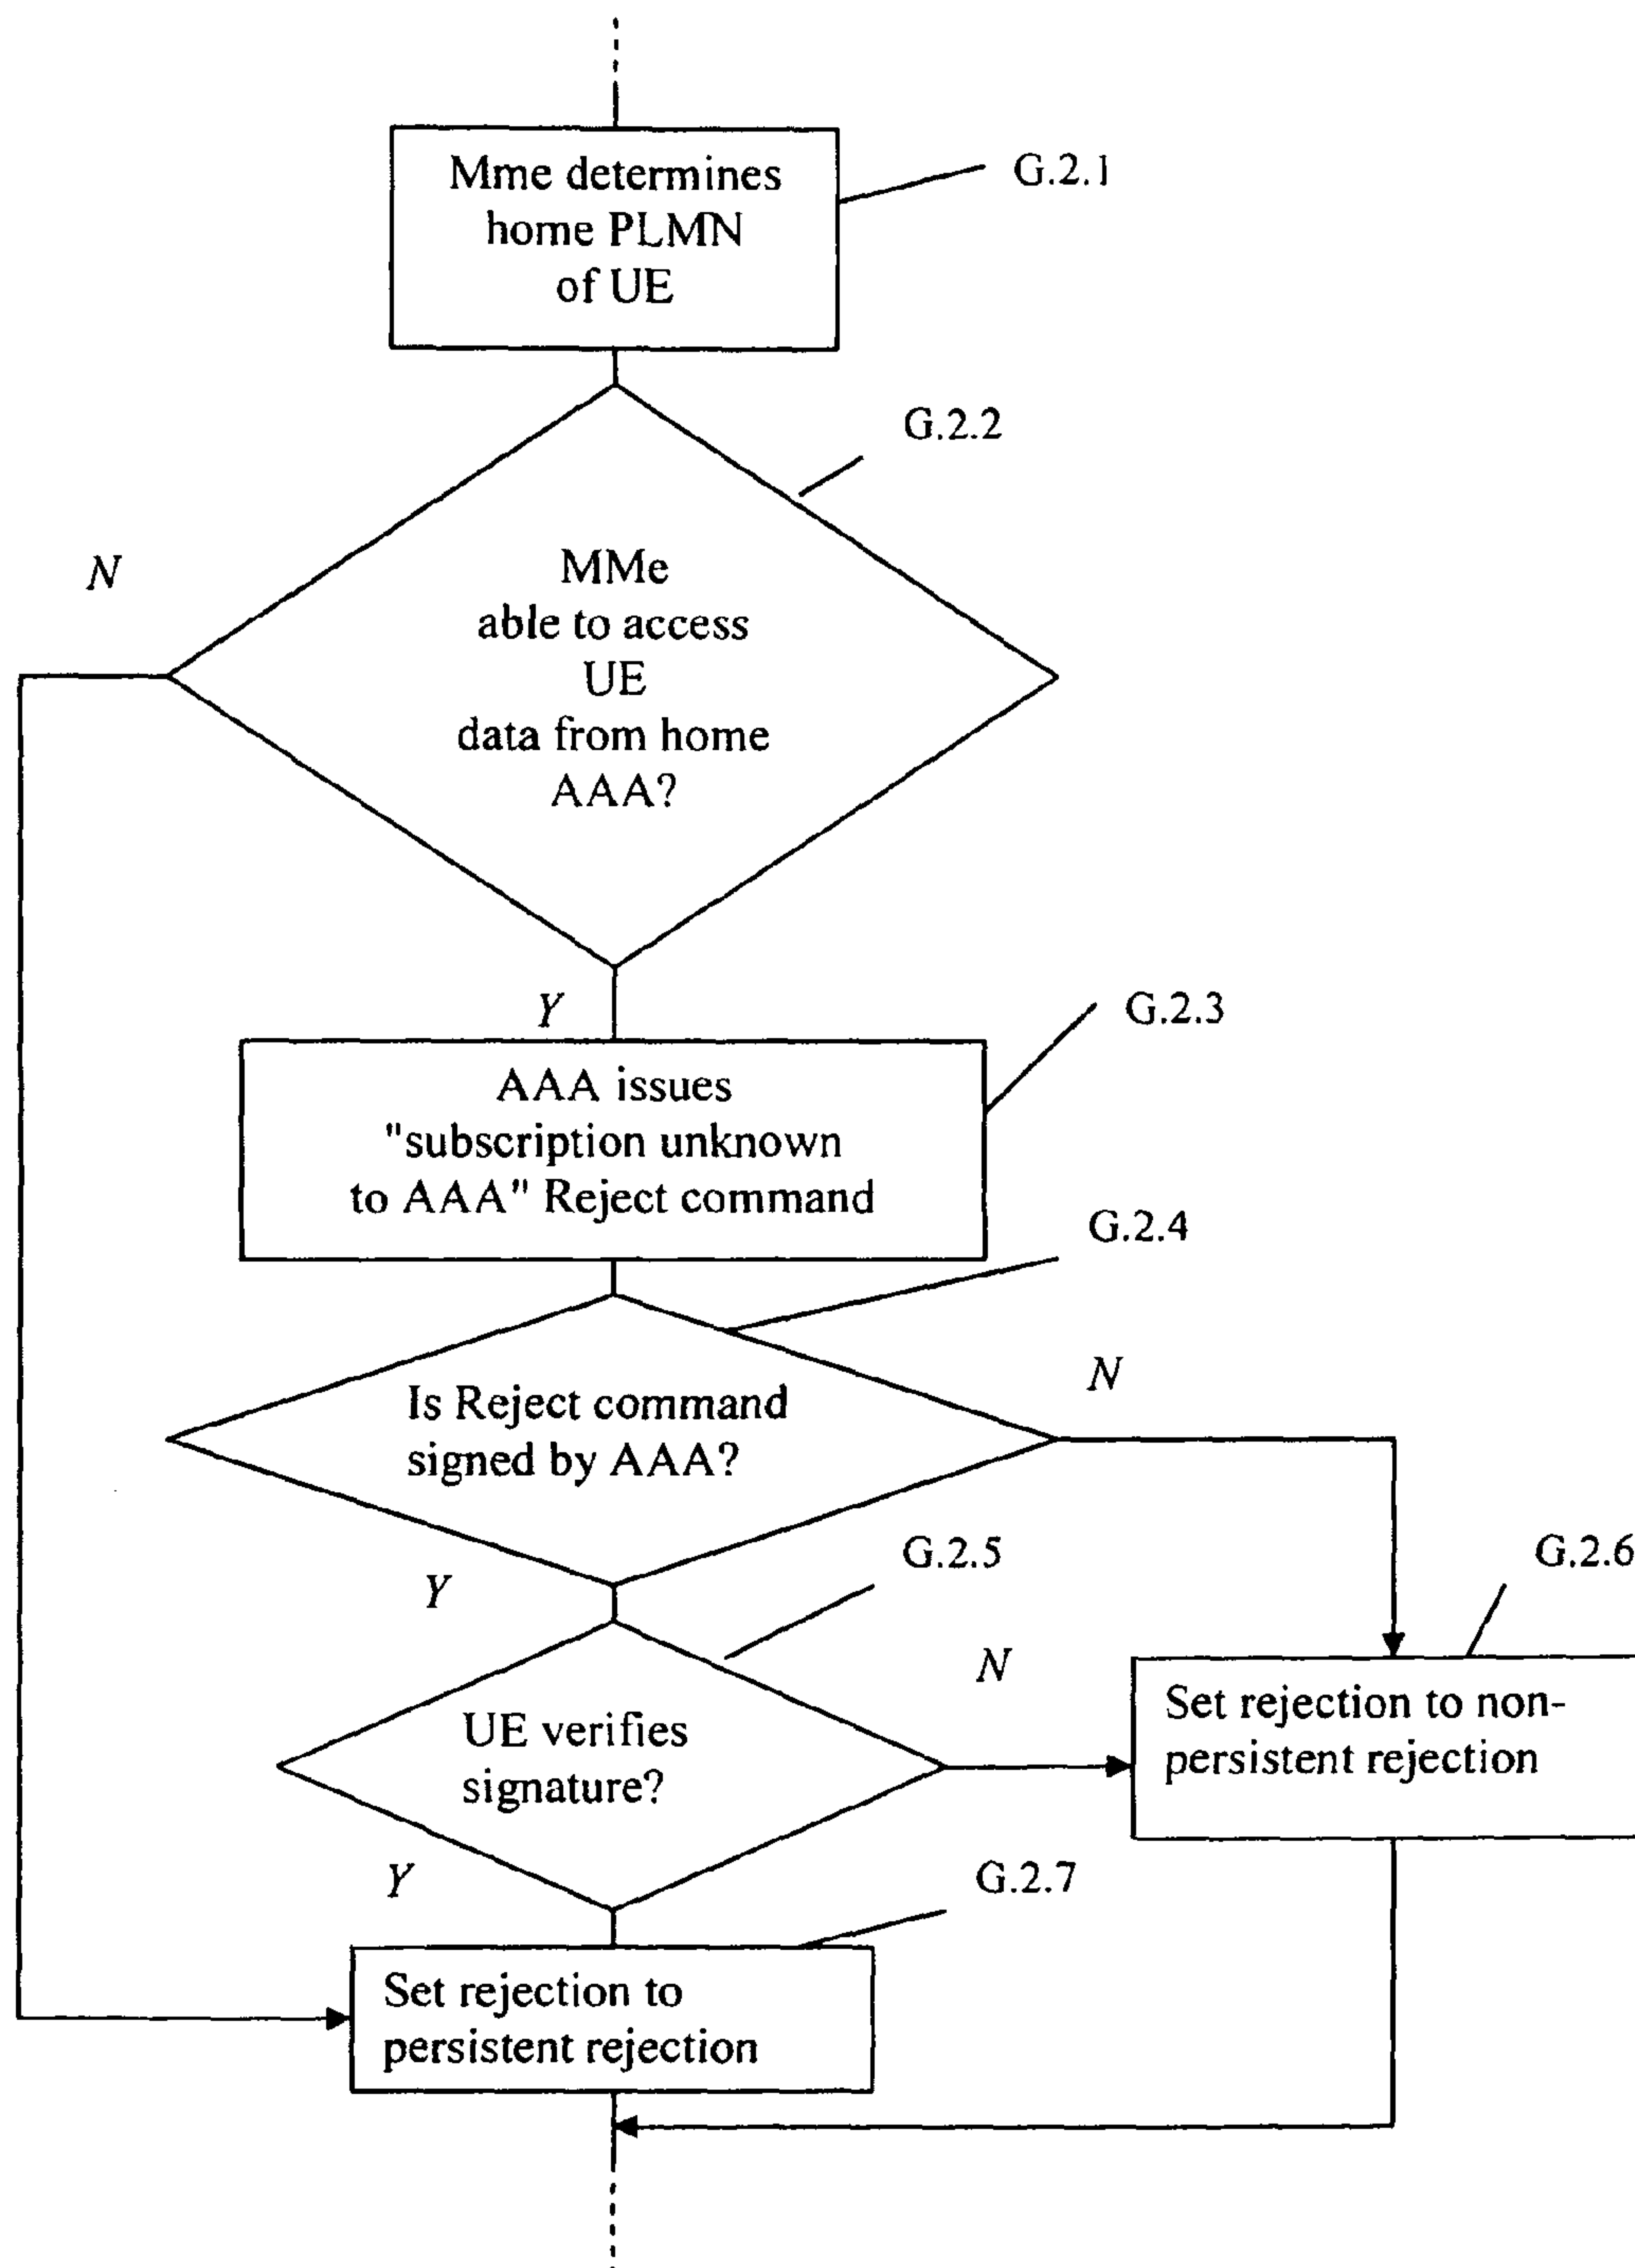 Mme determines
home PLMN
of UE
G.2.1
G.2.2
N
MMe
able to access
UE
data from home
AAA?
Y
G.2.3
AAA issues
"subscription unknown
to AAA" Reject command
G.2.4
N
Is Reject command
signed by AAA?
Y
G.2.5
G.2.6
N
UE verifies
signature?
Set rejection to non-
persistent rejection
Y
G.2.7
Set rejection to
persistent rejection